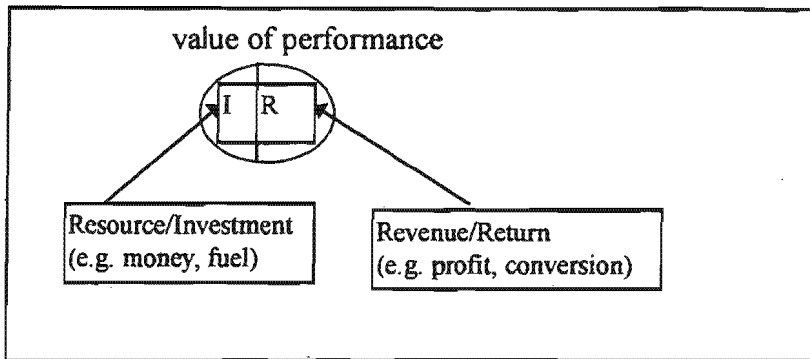 value of performance
I R
Resource/Investment
(e.g. money, fuel)
Revenue/Return
(e.g. profit, conversion)